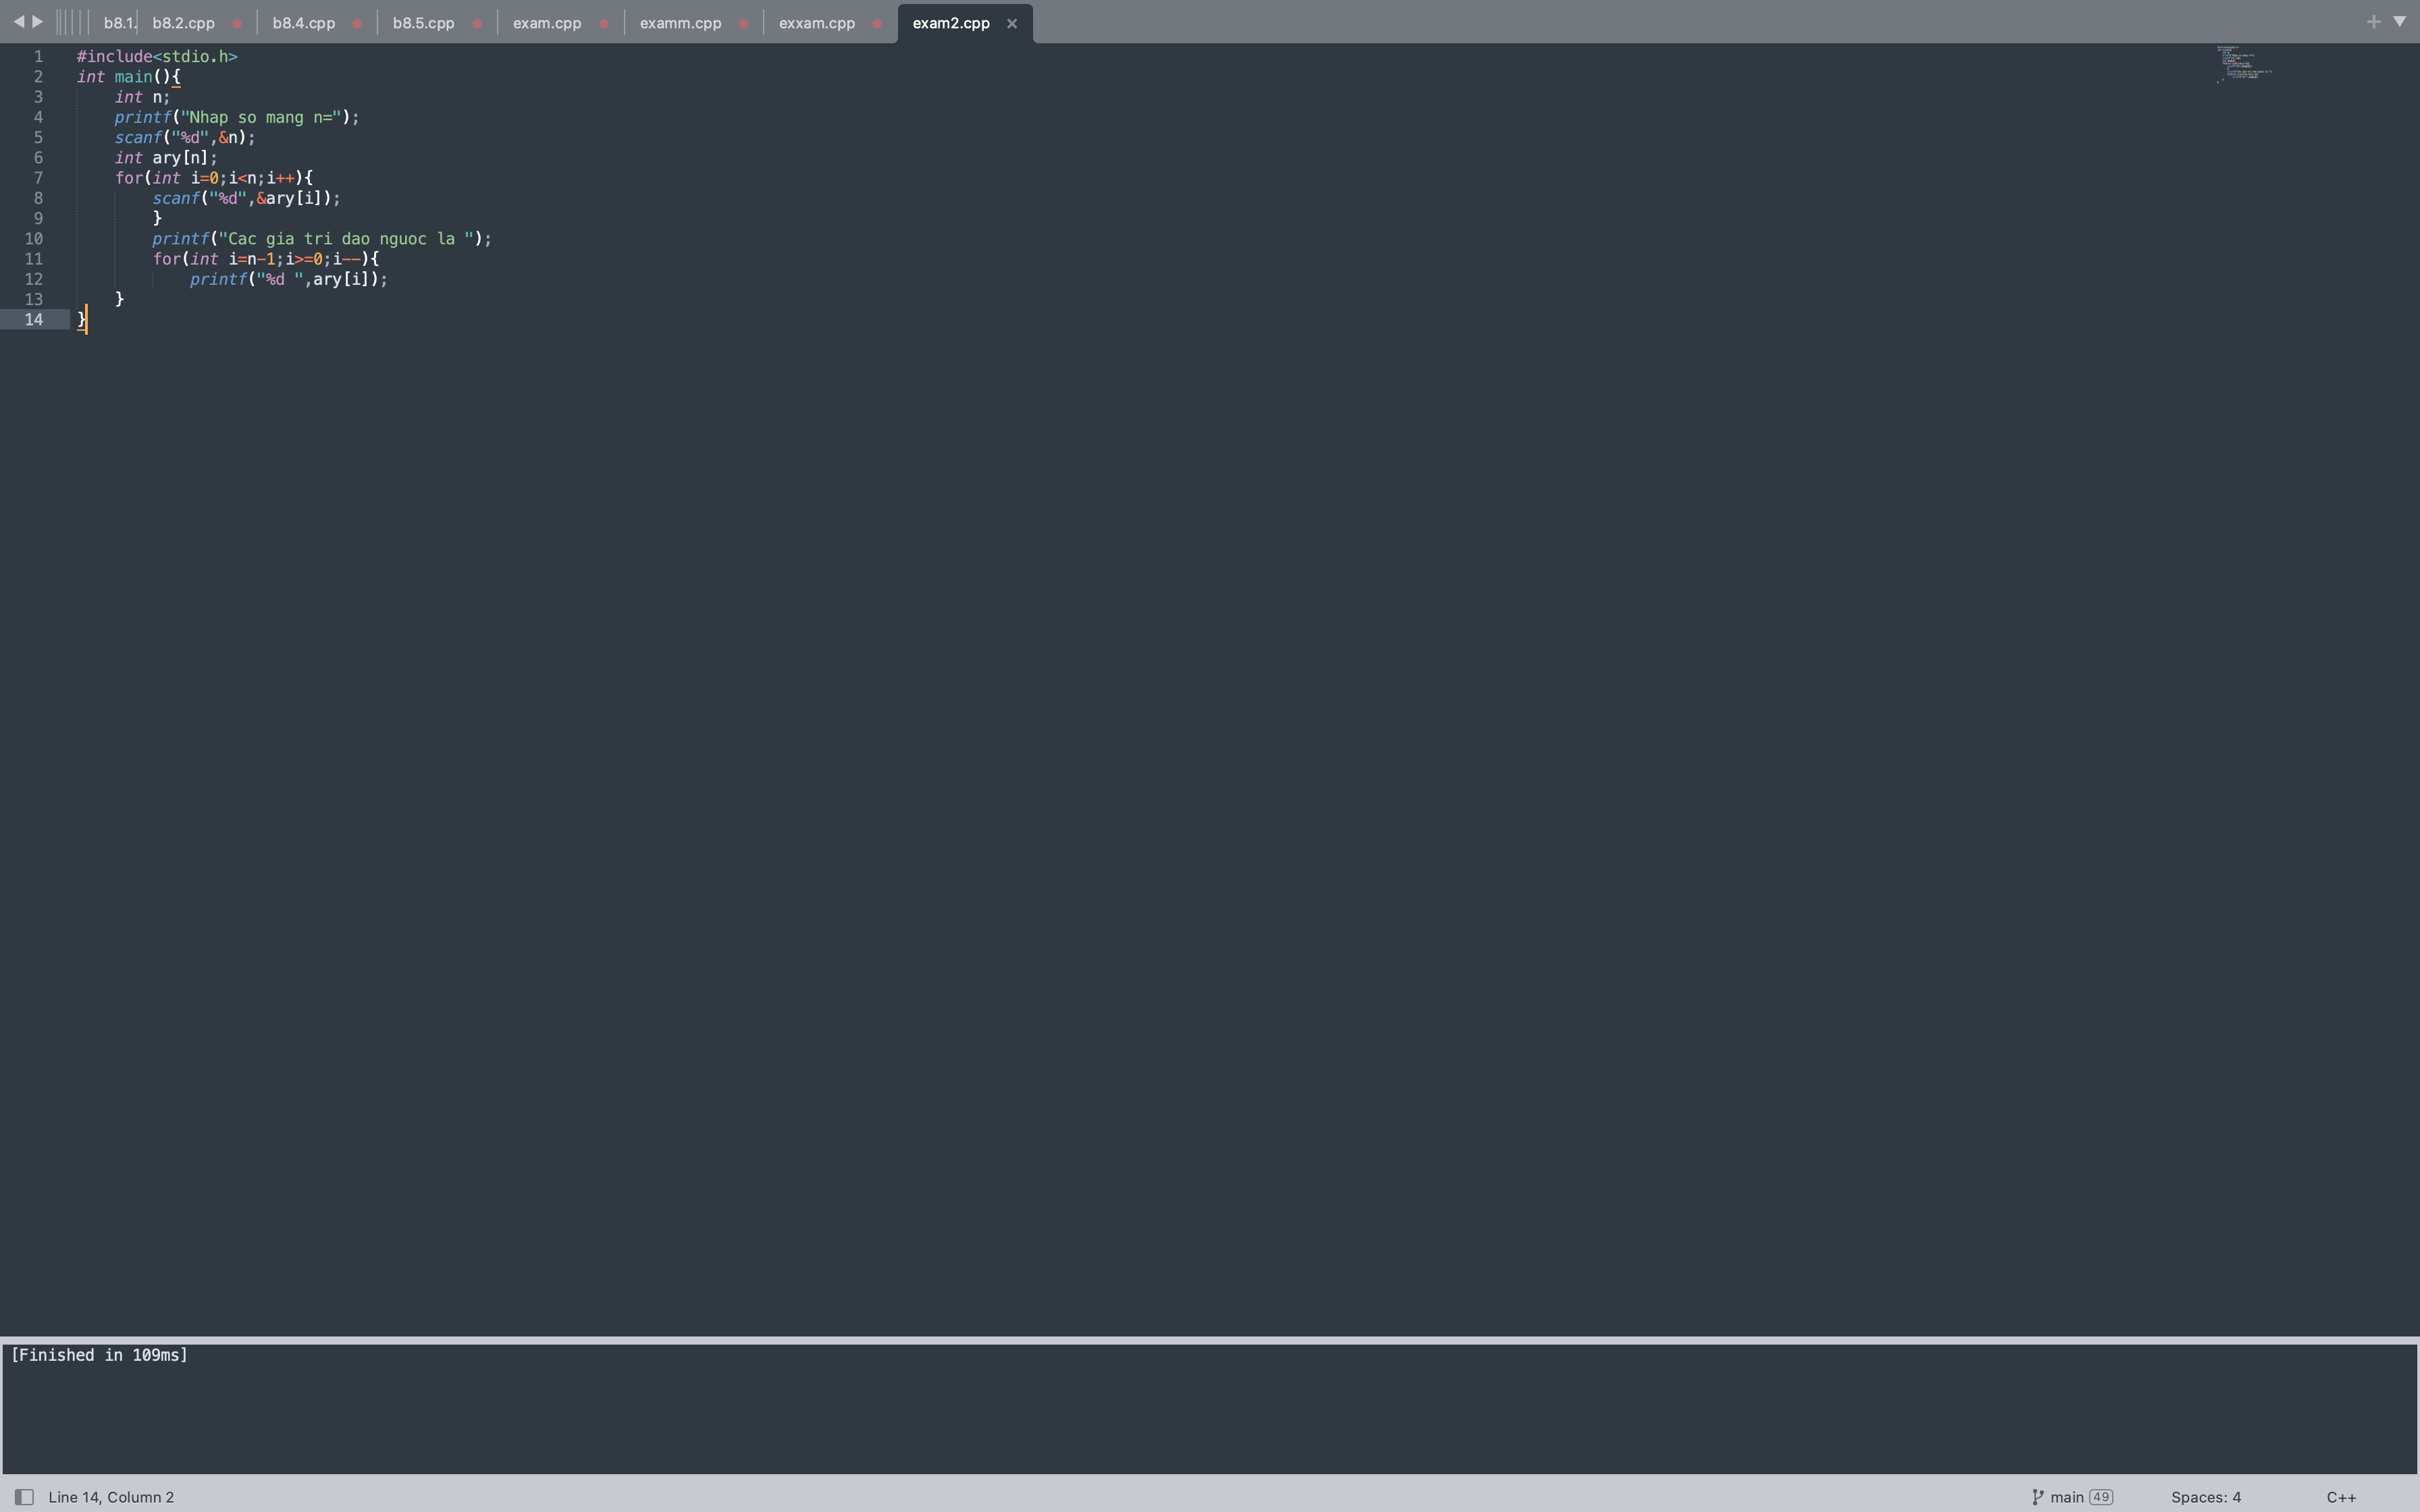 b8.1. b8.2.cpp b8.4.cpp b8.5.cpp exam.cpp examm.cpp exxam.cpp exam2.cpp
1 #include<stdio.h>
2 int main(){
3     int n;
4     printf("Nhap so mang n=");
5     scanf("%d",&n);
6     int ary[n];
7     for(int i=0;i<n;i++){
8         scanf("%d",&ary[i]);
9         }
10         printf("Cac gia tri dao nguoc la ");
11         for(int i=n-1;i>=0;i--){
12             printf("%d ",ary[i]);
13     }
14 }
[Finished in 109ms]
Line 14, Column 2 main 49 Spaces: 4 C++